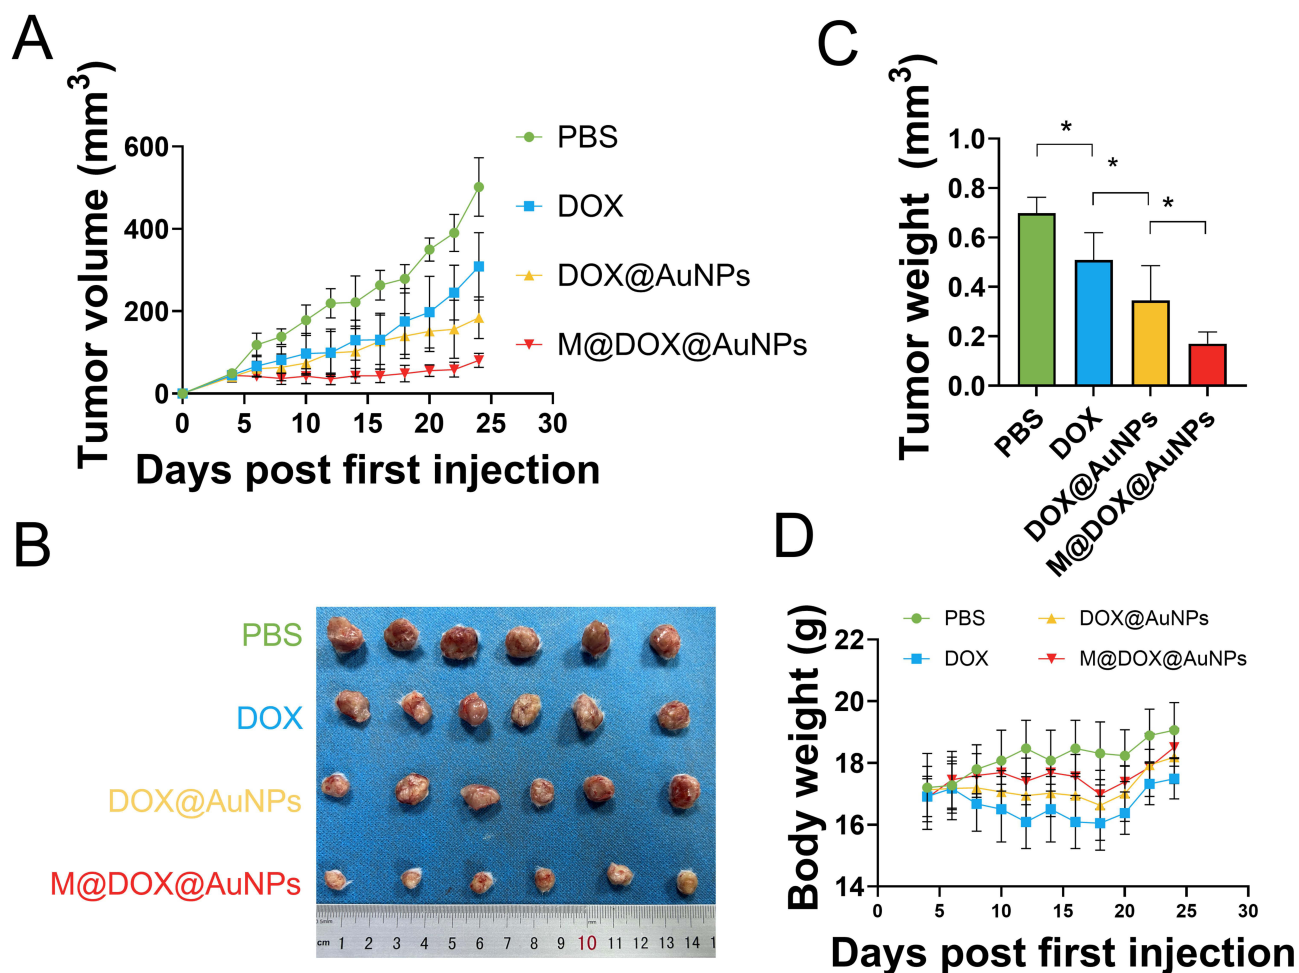 A
Tumor volume (mm3)
600
400
200
0
0 5 10 15 20 25 30
Days post first injection
PBS
DOX
DOX@AuNPs
M@DOX@AuNPs
C
Tumor weight (mm3)
1.0
0.8
0.6
0.4
0.2
0.0
* * *
PBS
DOX
DOX@AuNPs
M@DOX@AuNPs
B
PBS
DOX
DOX@AuNPs
M@DOX@AuNPs
cm 1 2 3 4 5 6 7 8 9 10 11 12 13 14 1
D
PBS DOX@AuNPs
DOX M@DOX@AuNPs
Body weight (g)
22
20
18
16
14
0 5 10 15 20 25 30
Days post first injection